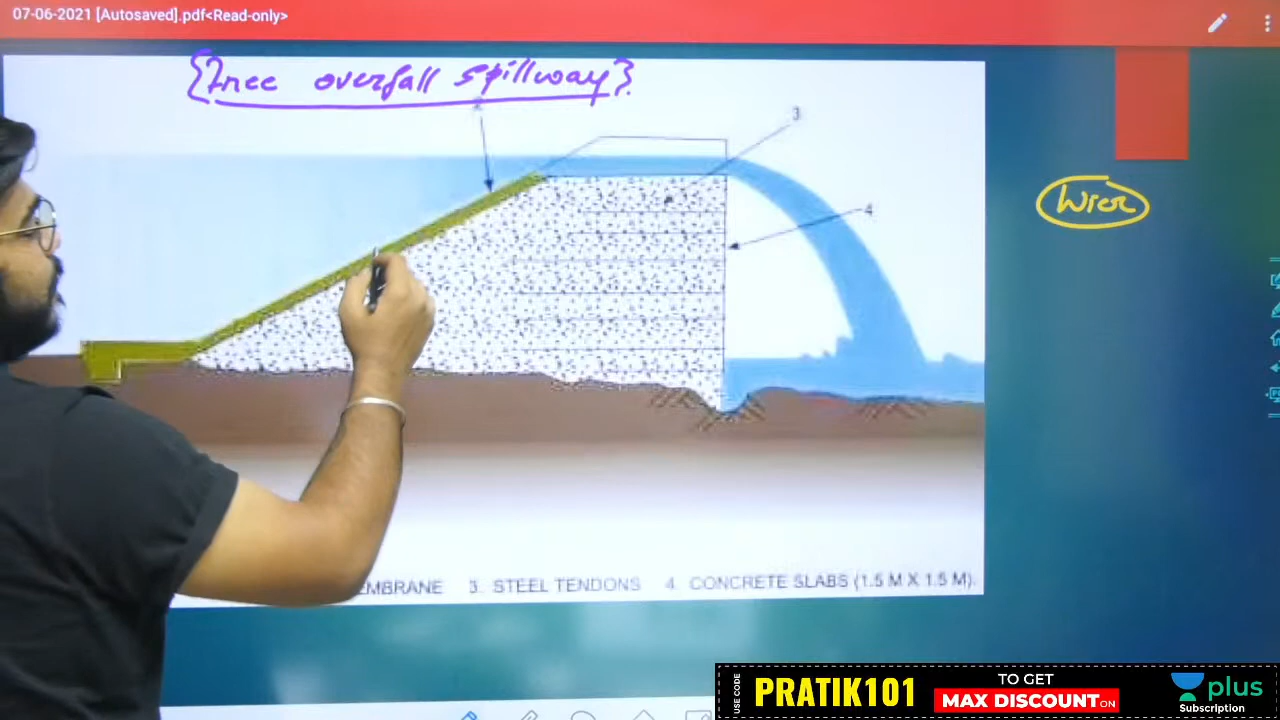 07-06-2021 [Autosaved].pdf<Read-only>
{Free overfall spillway}
3
4
Wier
EMBRANE 3. STEEL TENDONS 4. CONCRETE SLABS (1.5 M X 1.5 M).
USE CODE
PRATIK101
TO GET
MAX DISCOUNT ON
plus
Subscription